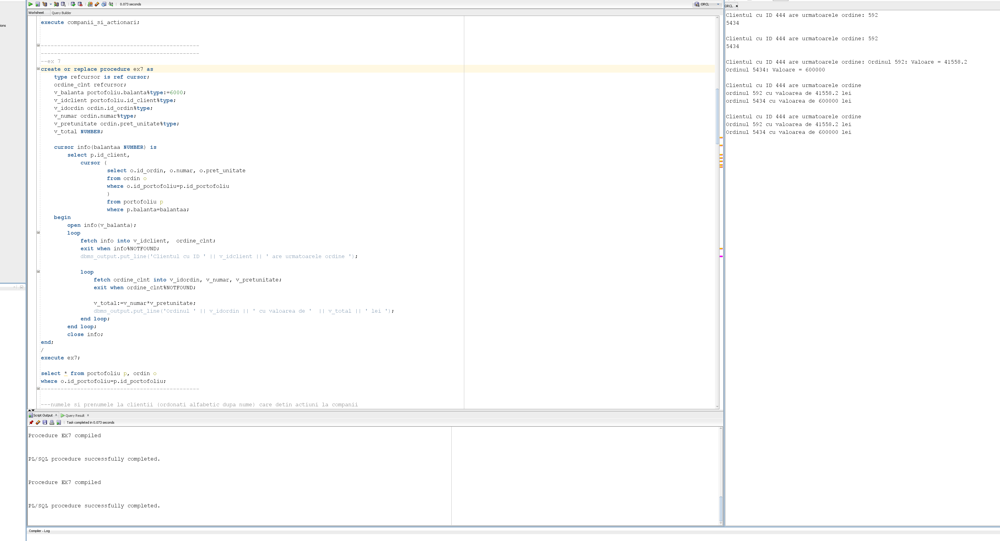 0.073 seconds
ORCL
Worksheet Query Builder
execute companii_si_actionari;
------------------------------------------------
------------------------------------------------
--ex 7
create or replace procedure ex7 as
    type refcursor is ref cursor;
    ordine_clnt refcursor;
    v_balanta portofoliu.balanta%type:=6000;
    v_idclient portofoliu.id_client%type;
    v_idordin ordin.id_ordin%type;
    v_numar ordin.numar%type;
    v_pretunitate ordin.pret_unitate%type;
    v_total NUMBER;
    cursor info(balantaa NUMBER) is
        select p.id_client,
            cursor (
                    select o.id_ordin, o.numar, o.pret_unitate
                    from ordin o
                    where o.id_portofoliu=p.id_portofoliu
                    )
                    from portofoliu p
                    where p.balanta=balantaa;
    begin
        open info(v_balanta);
        loop
            fetch info into v_idclient,  ordine_clnt;
            exit when info%NOTFOUND;
            dbms_output.put_line('Clientul cu ID ' || v_idclient || ' are urmatoarele ordine ');
            loop
                fetch ordine_clnt into v_idordin, v_numar, v_pretunitate;
                exit when ordine_clnt%NOTFOUND;
                v_total:=v_numar*v_pretunitate;
                dbms_output.put_line('Ordinul ' || v_idordin || ' cu valoarea de '  || v_total || ' lei ');
            end loop;
        end loop;
        close info;
end;
/
execute ex7;
select * from portofoliu p, ordin o
where o.id_portofoliu=p.id_portofoliu;
------------------------------------------------
---numele si prenumele la clientii (ordonati alfabetic dupa nume) care detin actiuni la companii
Script Output x Query Result x
Task completed in 0.073 seconds
Procedure EX7 compiled
PL/SQL procedure successfully completed.
Procedure EX7 compiled
PL/SQL procedure successfully completed.
Compiler - Log
ions
ORCL x
Clientul cu ID 444 are urmatoarele ordine: 592
5434
Clientul cu ID 444 are urmatoarele ordine: 592
5434
Clientul cu ID 444 are urmatoarele ordine: Ordinul 592: Valoare = 41558.2
Ordinul 5434: Valoare = 600000
Clientul cu ID 444 are urmatoarele ordine
ordinul 592 cu valoarea de 41558.2 lei
ordinul 5434 cu valoarea de 600000 lei
Clientul cu ID 444 are urmatoarele ordine
Ordinul 592 cu valoarea de 41558.2 lei
Ordinul 5434 cu valoarea de 600000 lei